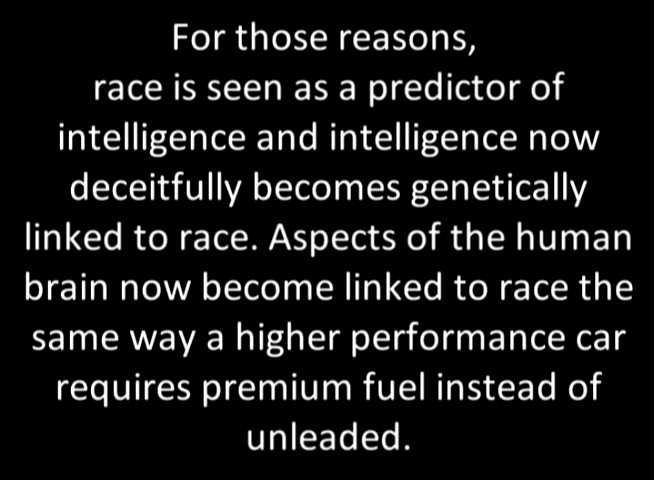 For those reasons,
race is seen as a predictor of
intelligence and intelligence now
deceitfully becomes genetically
linked to race. Aspects of the human
brain now become linked to race the
same way a higher performance car
requires premium fuel instead of
unleaded.